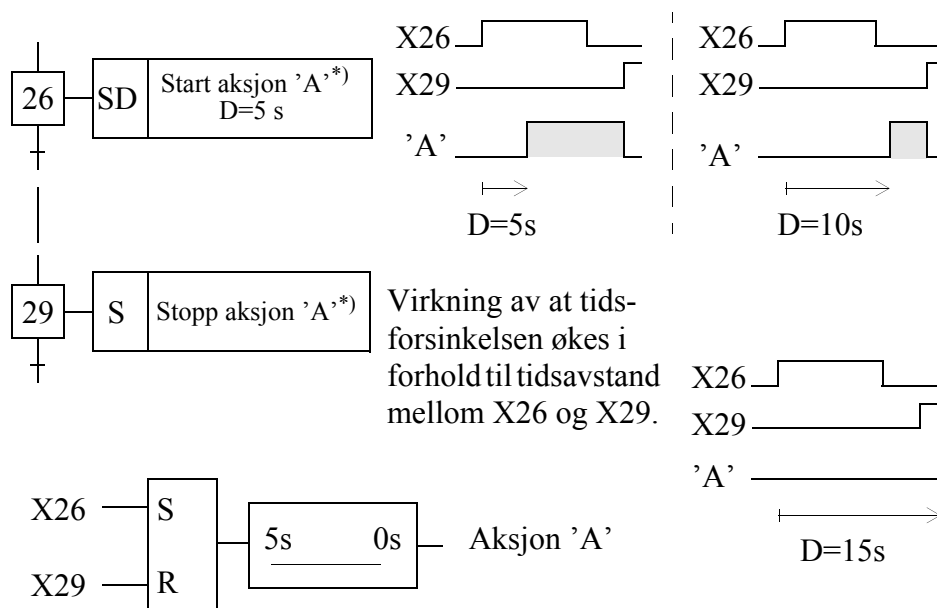 26
SD
Start aksjon ’A’*)
D=5 s
X26
X29
’A’
D=5s
X26
X29
’A’
D=10s
29
S
Stopp aksjon ’A’*)
Virkning av at tids-
forsinkelsen økes i
forhold til tidsavstand
mellom X26 og X29.
X26
X29
’A’
D=15s
X26
S
X29
R
5s 0s
Aksjon ’A’